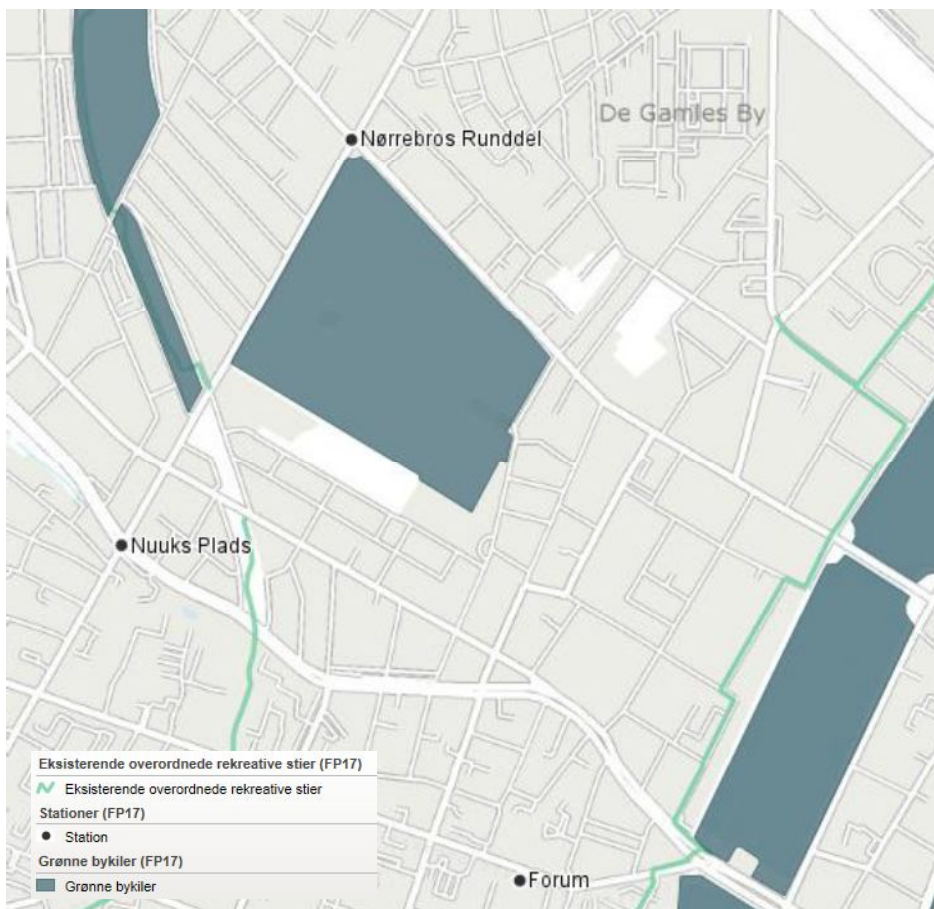 De Gamles By
Nørrebros Runddel
Nuuks Plads
Forum
Eksisterende overordnede rekreative stier (FP17)
Eksisterende overordnede rekreative stier
Stationer (FP17)
Station
Grønne bykiler (FP17)
Grønne bykiler